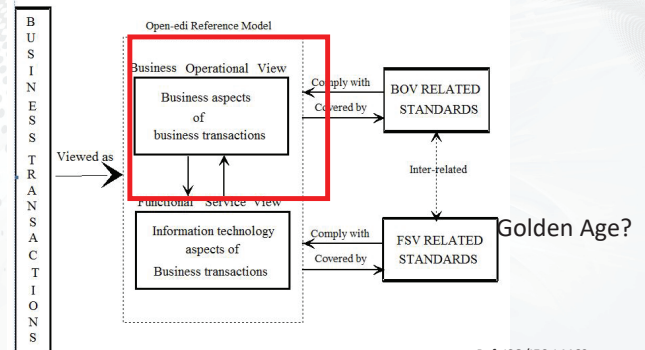 BUSINESS TRANSACTIONS
Open-edi Reference Model
Business Operational View
Business aspects
of
business transactions
Viewed as
Comply with
Covered by
BOV RELATED
STANDARDS
Inter-related
Functional Service View
Information technology
aspects of
Business transactions
Comply with
Covered by
FSV RELATED
STANDARDS
Golden Age?